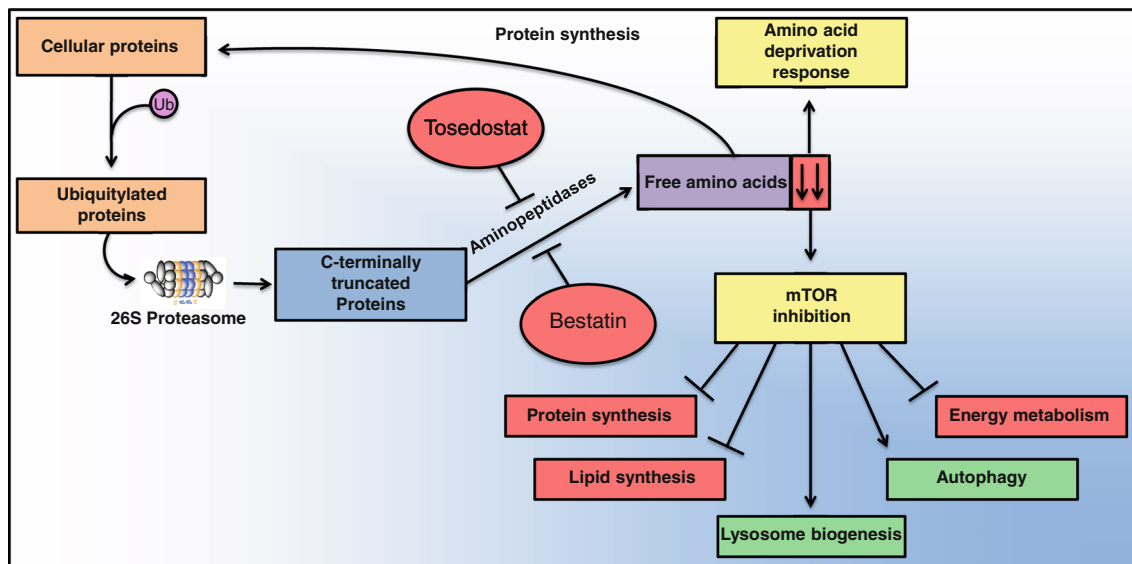 Cellular proteins
Protein synthesis
Amino acid
deprivation
response
Ub
Tosedostat
Ubiquitylated
proteins
Aminopeptidases
Free amino acids
C-terminally
truncated
Proteins
26S Proteasome
Bestatin
mTOR
inhibition
Protein synthesis
Energy metabolism
Lipid synthesis
Autophagy
Lysosome biogenesis